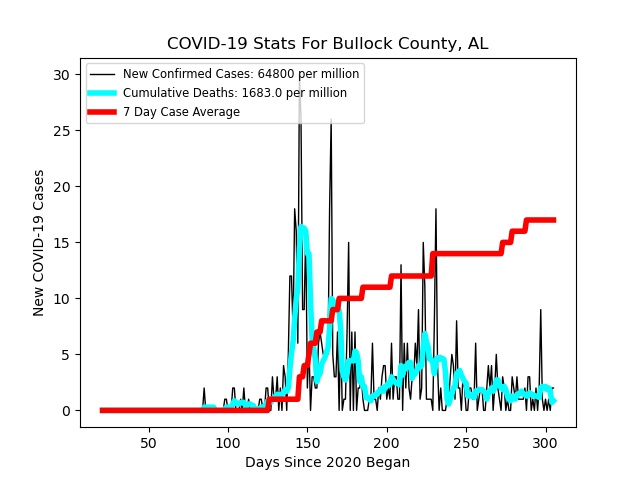 COVID-19 Stats For Bullock County, AL
New Confirmed Cases: 64800 per million
Cumulative Deaths: 1683.0 per million
7 Day Case Average
30
25
20
15
10
5
0
New COVID-19 Cases
50 100 150 200 250 300
Days Since 2020 Began